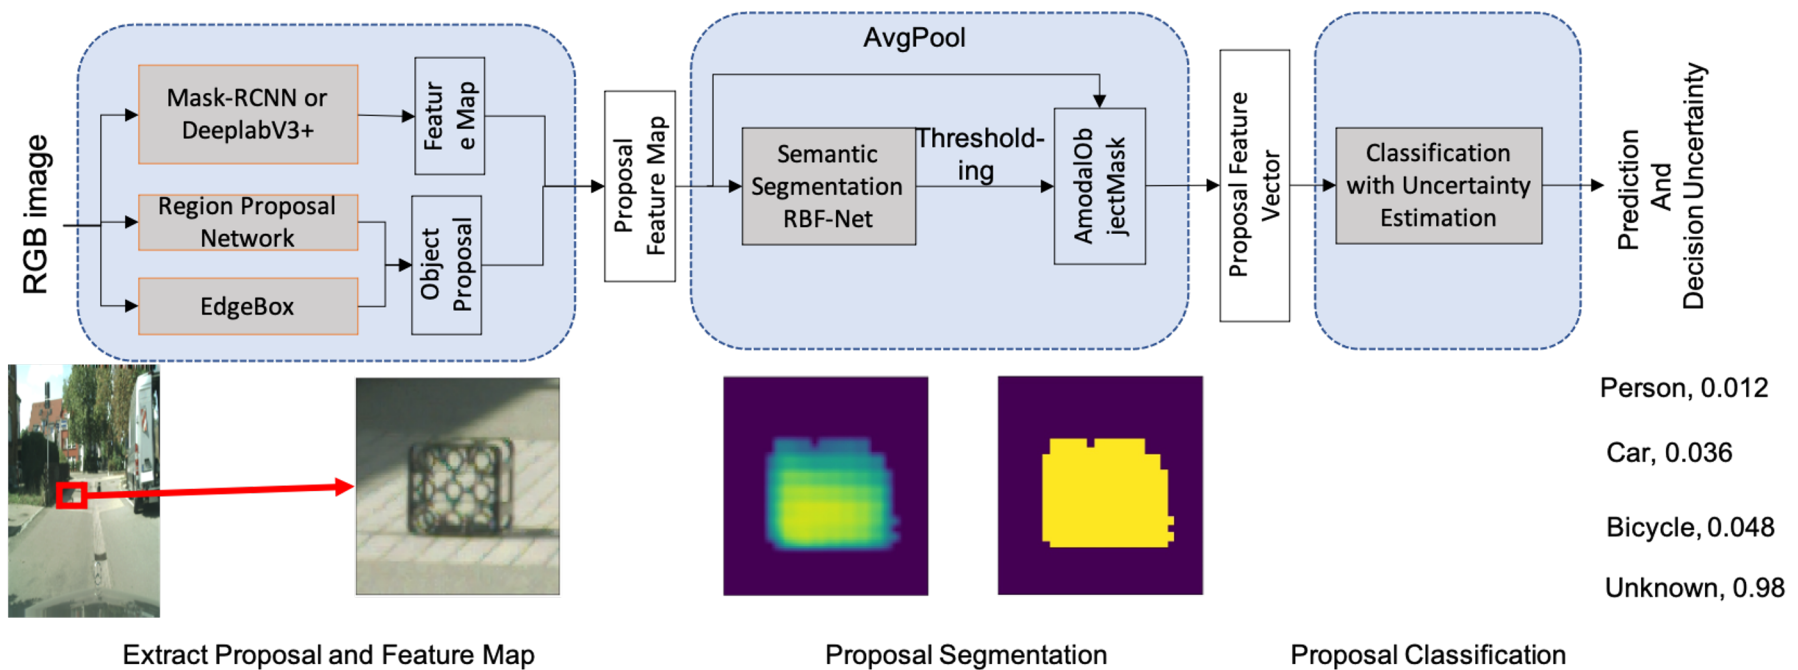 RGB image
Mask-RCNN or
DeeplabV3+
Region Proposal
Network
EdgeBox
Featur
e Map
Object
Proposal
Proposal
Feature Map
AvgPool
Semantic
Segmentation
RBF-Net
Threshold-
ing
AmodalOb
jectMask
Proposal Feature
Vector
Classification
with Uncertainty
Estimation
Prediction
And
Decision Uncertainty
Person, 0.012
Car, 0.036
Bicycle, 0.048
Unknown, 0.98
Extract Proposal and Feature Map
Proposal Segmentation
Proposal Classification